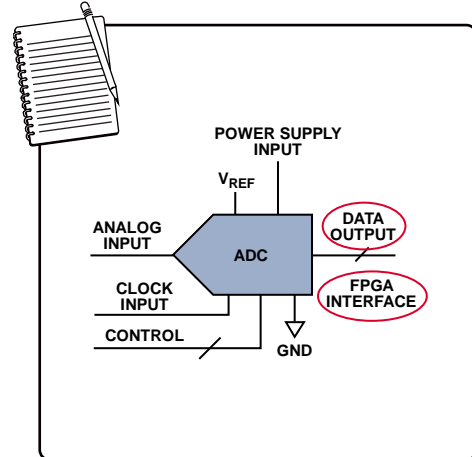 POWER SUPPLY
INPUT
VREF
ANALOG
INPUT
ADC
DATA
OUTPUT
CLOCK
INPUT
FPGA
INTERFACE
CONTROL
GND